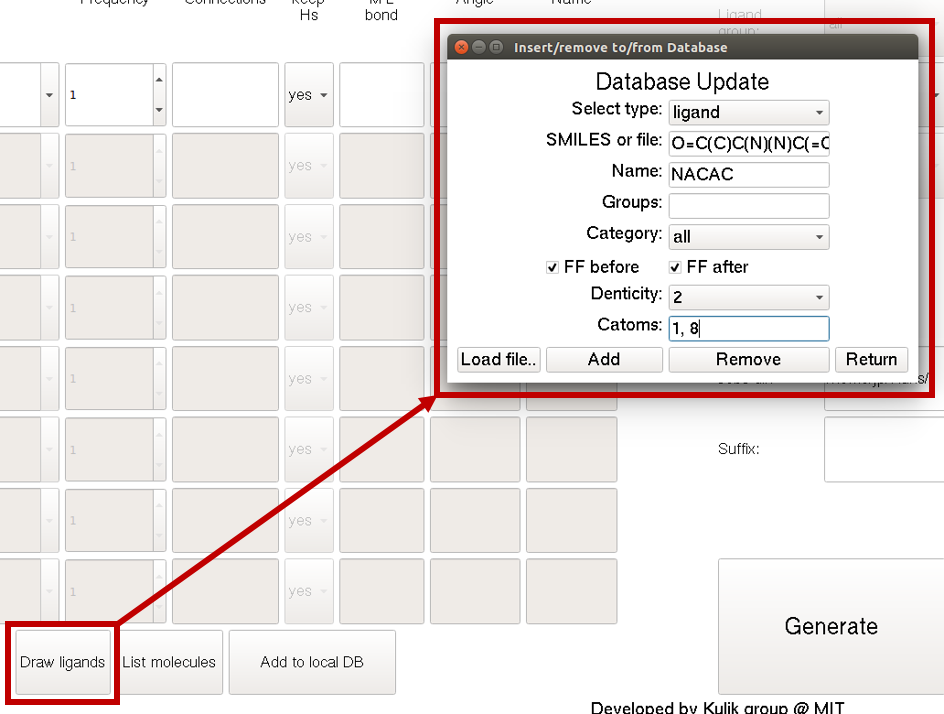 Frequency Connections Keep Hs M-L bond Angle Name
Ligand group: all
Insert/remove to/from Database
Database Update
Select type: ligand
SMILES or file: O=C(C)C(N)(N)C(=
Name: NACAC
Groups:
Category: all
FF before FF after
Denticity: 2
Catoms: 1, 8
Load file.. Add Remove Return
1 yes
1 yes
1 yes
1 yes
1 yes
1 yes
1 yes
1 yes
Suffix:
Draw ligands List molecules Add to local DB
Generate
Developed by Kulik group @ MIT